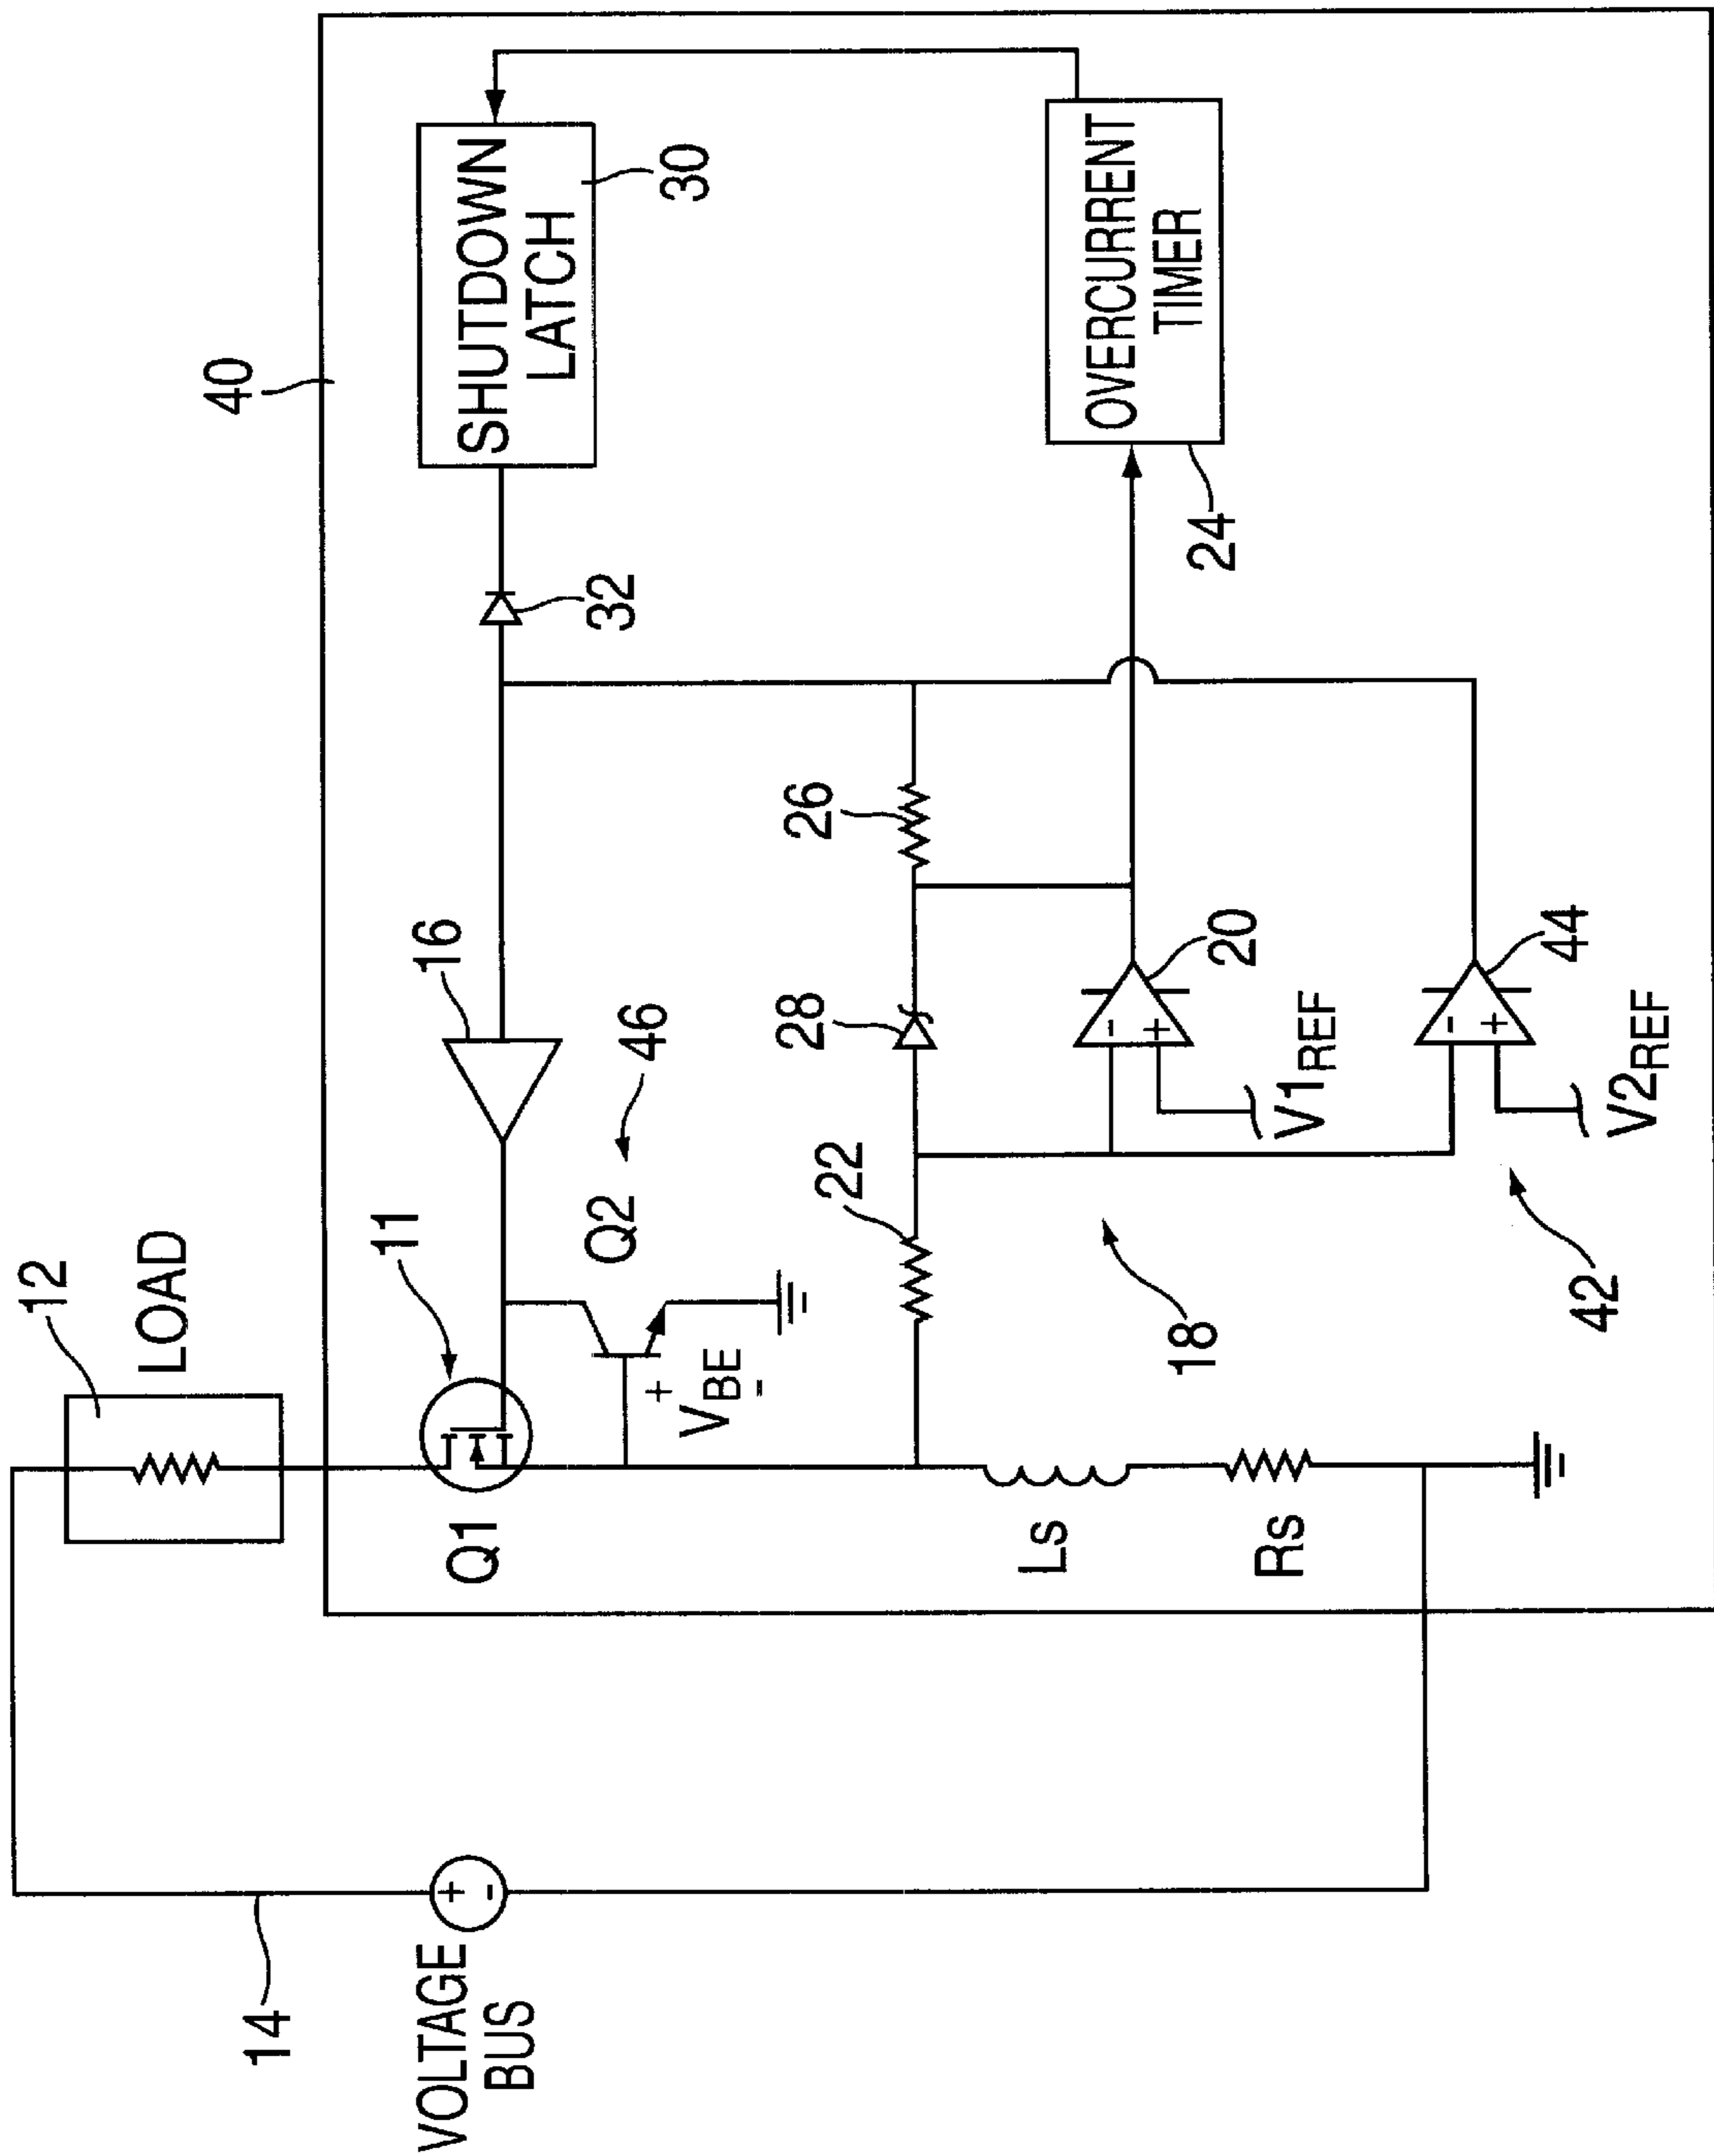 12
LOAD
40
14
VOLTAGE
BUS
+
-
Q1
11
16
32
SHUTDOWN
LATCH
30
Q2
46
+
VBE
-
22
28
26
Ls
Rs
18
-
+
20
V1REF
24
OVERCURRENT
TIMER
42
-
+
44
V2REF